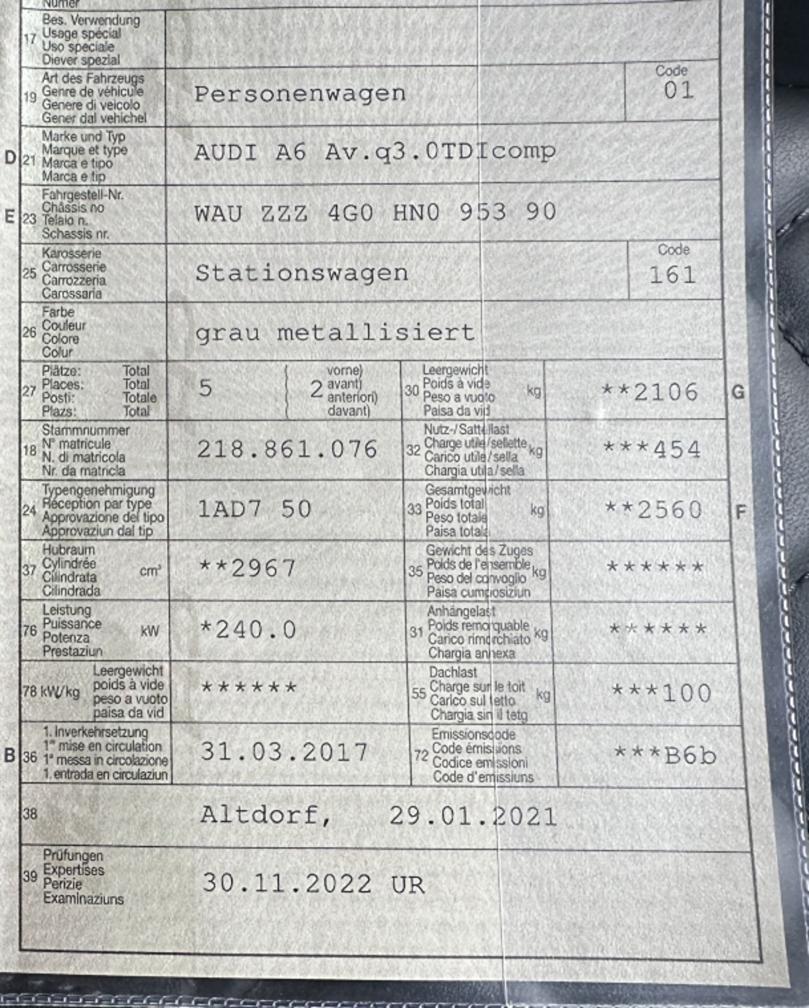 Numer
17 Bes. Verwendung
Usage spécial
Uso speciale
Diever spezial
19 Art des Fahrzeugs
Genre de véhicule
Genere di veicolo
Gener dal vehichel
Personenwagen
Code
01
D 21 Marke und Typ
Marque et type
Marca e tipo
Marca e tip
AUDI A6 Av.q3.0TDIcomp
E 23 Fahrgestell-Nr.
Châssis no
Telaio n.
Schassis nr.
WAU ZZZ 4G0 HN0 953 90
25 Karosserie
Carrosserie
Carrozzeria
Carossaria
Stationswagen
Code
161
26 Farbe
Couleur
Colore
Colur
grau metallisiert
27 Plätze: Total
Places: Total
Posti: Totale
Plazs: Total
5
2 vorne)
avant)
anteriori)
davant)
30 Leergewicht
Poids à vide
Peso a vuoto
Paisa da vid
kg
**2106
G
18 Stammnummer
N° matricule
N. di matricola
Nr. da matricla
218.861.076
32 Nutz-/Sattellast
Charge utile/sellette
Carico utile/sella
Chargia utila/sella
kg
***454
24 Typengenehmigung
Réception par type
Approvazione del tipo
Approvaziun dal tip
1AD7 50
33 Gesamtgewicht
Poids total
Peso totale
Paisa totala
kg
**2560
F
37 Hubraum
Cylindrée
Cilindrata
Cilindrada
cm³
**2967
35 Gewicht des Zuges
Poids de l'ensemble
Peso del convoglio
Paisa cumposiziun
kg
******
76 Leistung
Puissance
Potenza
Prestaziun
kW
*240.0
31 Anhängelast
Poids remorquable
Carico rimorchiato
Chargia annexa
kg
******
78 kW/kg Leergewicht
poids à vide
peso a vuoto
paisa da vid
******
55 Dachlast
Charge sur le toit
Carico sul tetto
Chargia sin il tetg
kg
***100
B 36 1. Inverkehrsetzung
1re mise en circulation
1a messa in circolazione
1. entrada en circulaziun
31.03.2017
72 Emissionscode
Code émissions
Codice emissioni
Code d'emissiuns
***B6b
38 Altdorf, 29.01.2021
39 Prüfungen
Expertises
Perizie
Examinaziuns
30.11.2022 UR